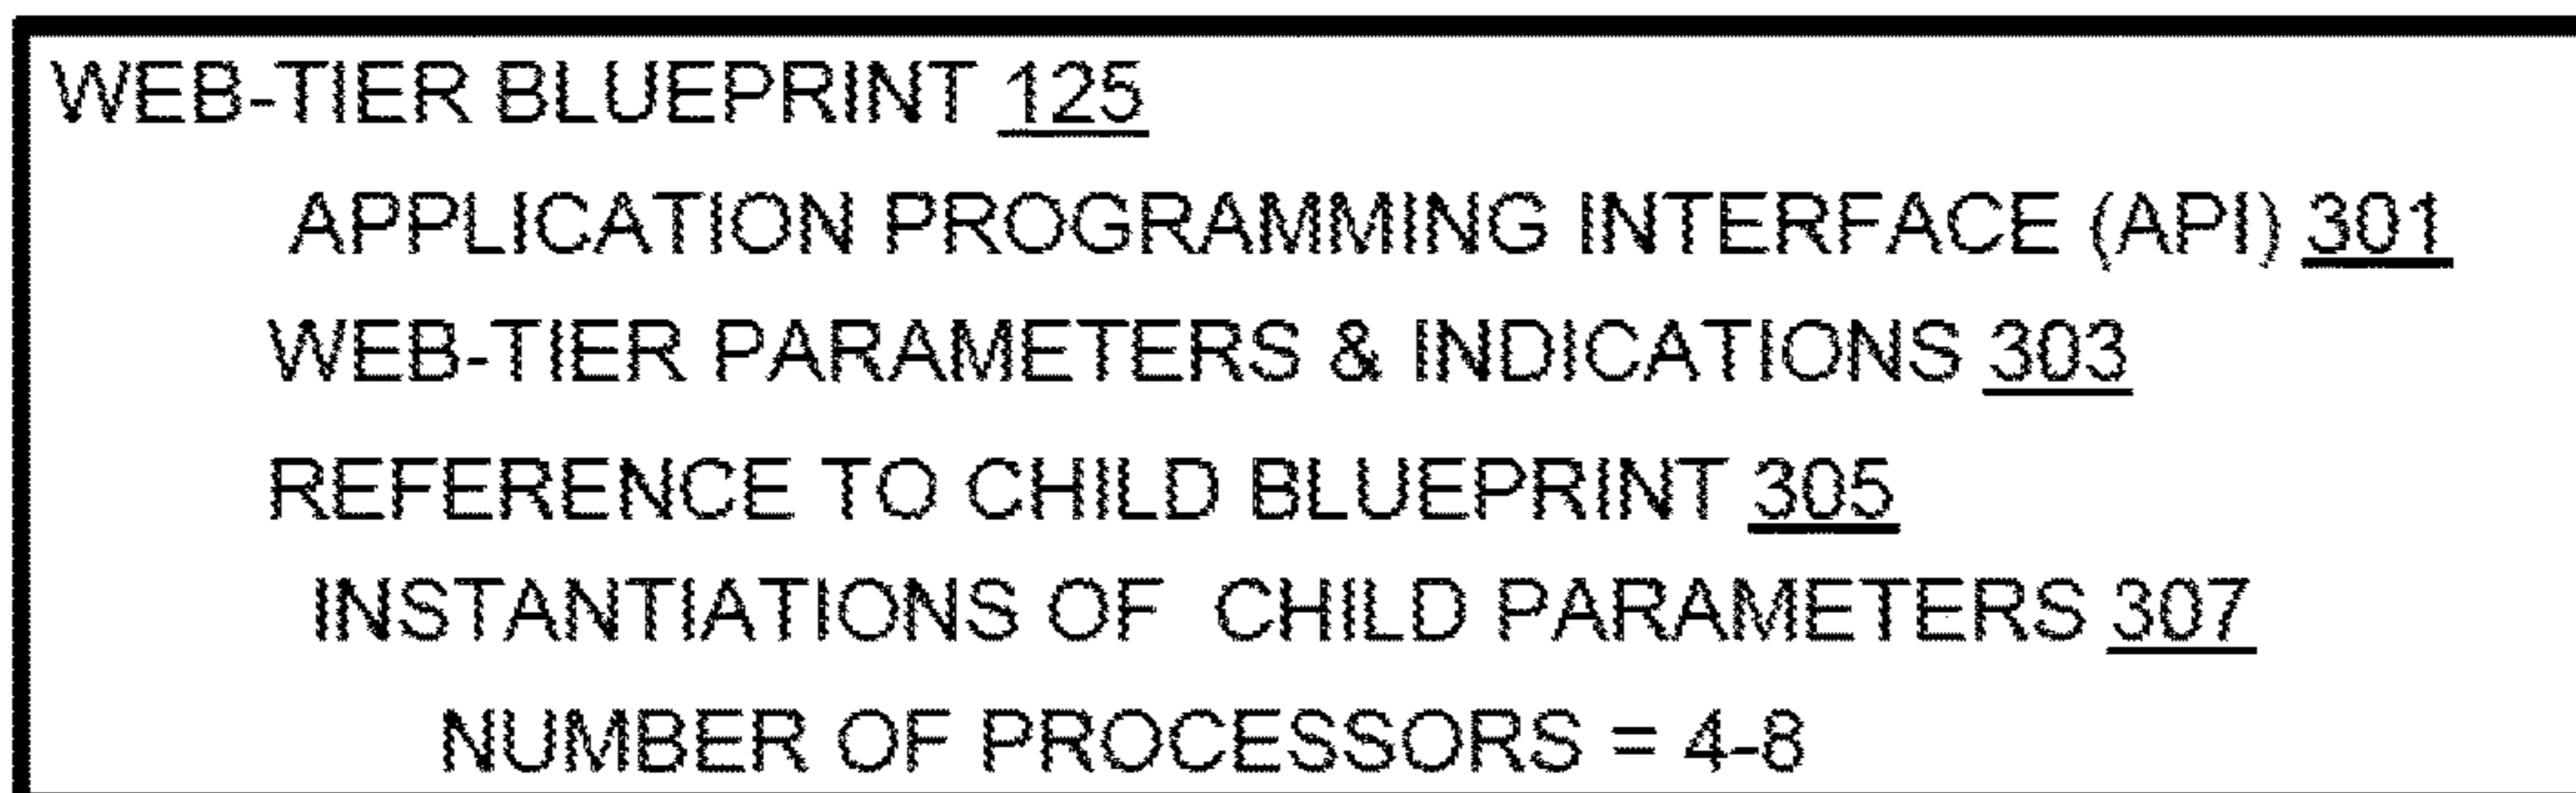 WEB-TIER BLUEPRINT 125
APPLICATION PROGRAMMING INTERFACE (API) 301
WEB-TIER PARAMETERS & INDICATIONS 303
REFERENCE TO CHILD BLUEPRINT 305
INSTANTIATIONS OF CHILD PARAMETERS 307
NUMBER OF PROCESSORS = 4-8